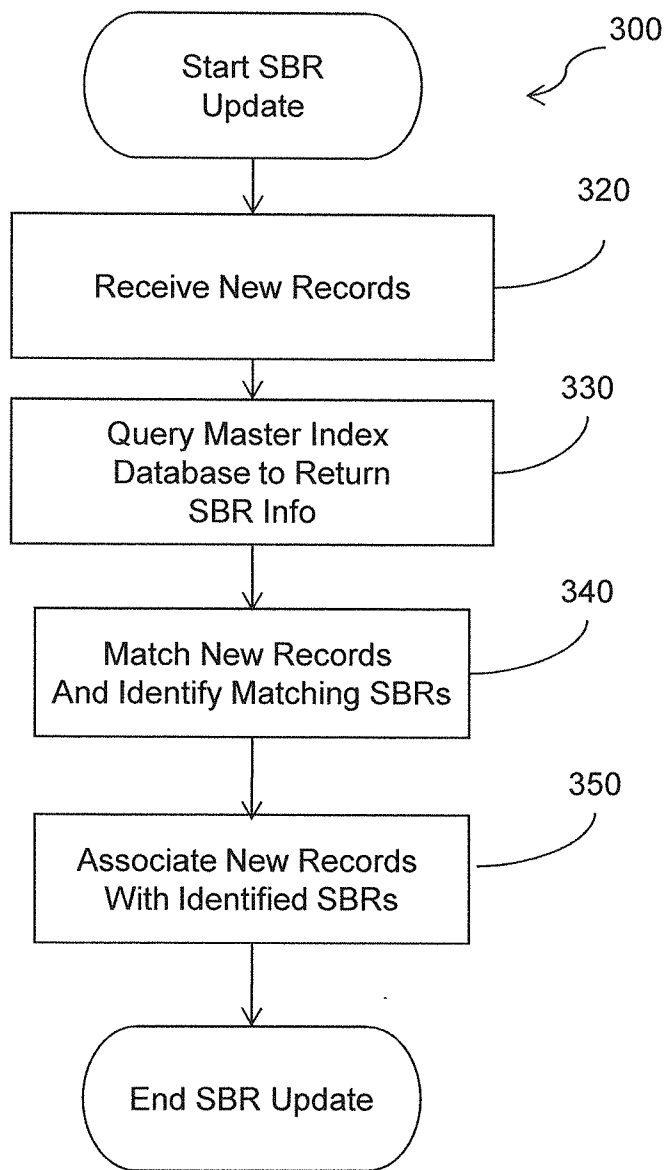 300
Start SBR
Update
320
Receive New Records
330
Query Master Index
Database to Return
SBR Info
340
Match New Records
And Identify Matching SBRs
350
Associate New Records
With Identified SBRs
End SBR Update